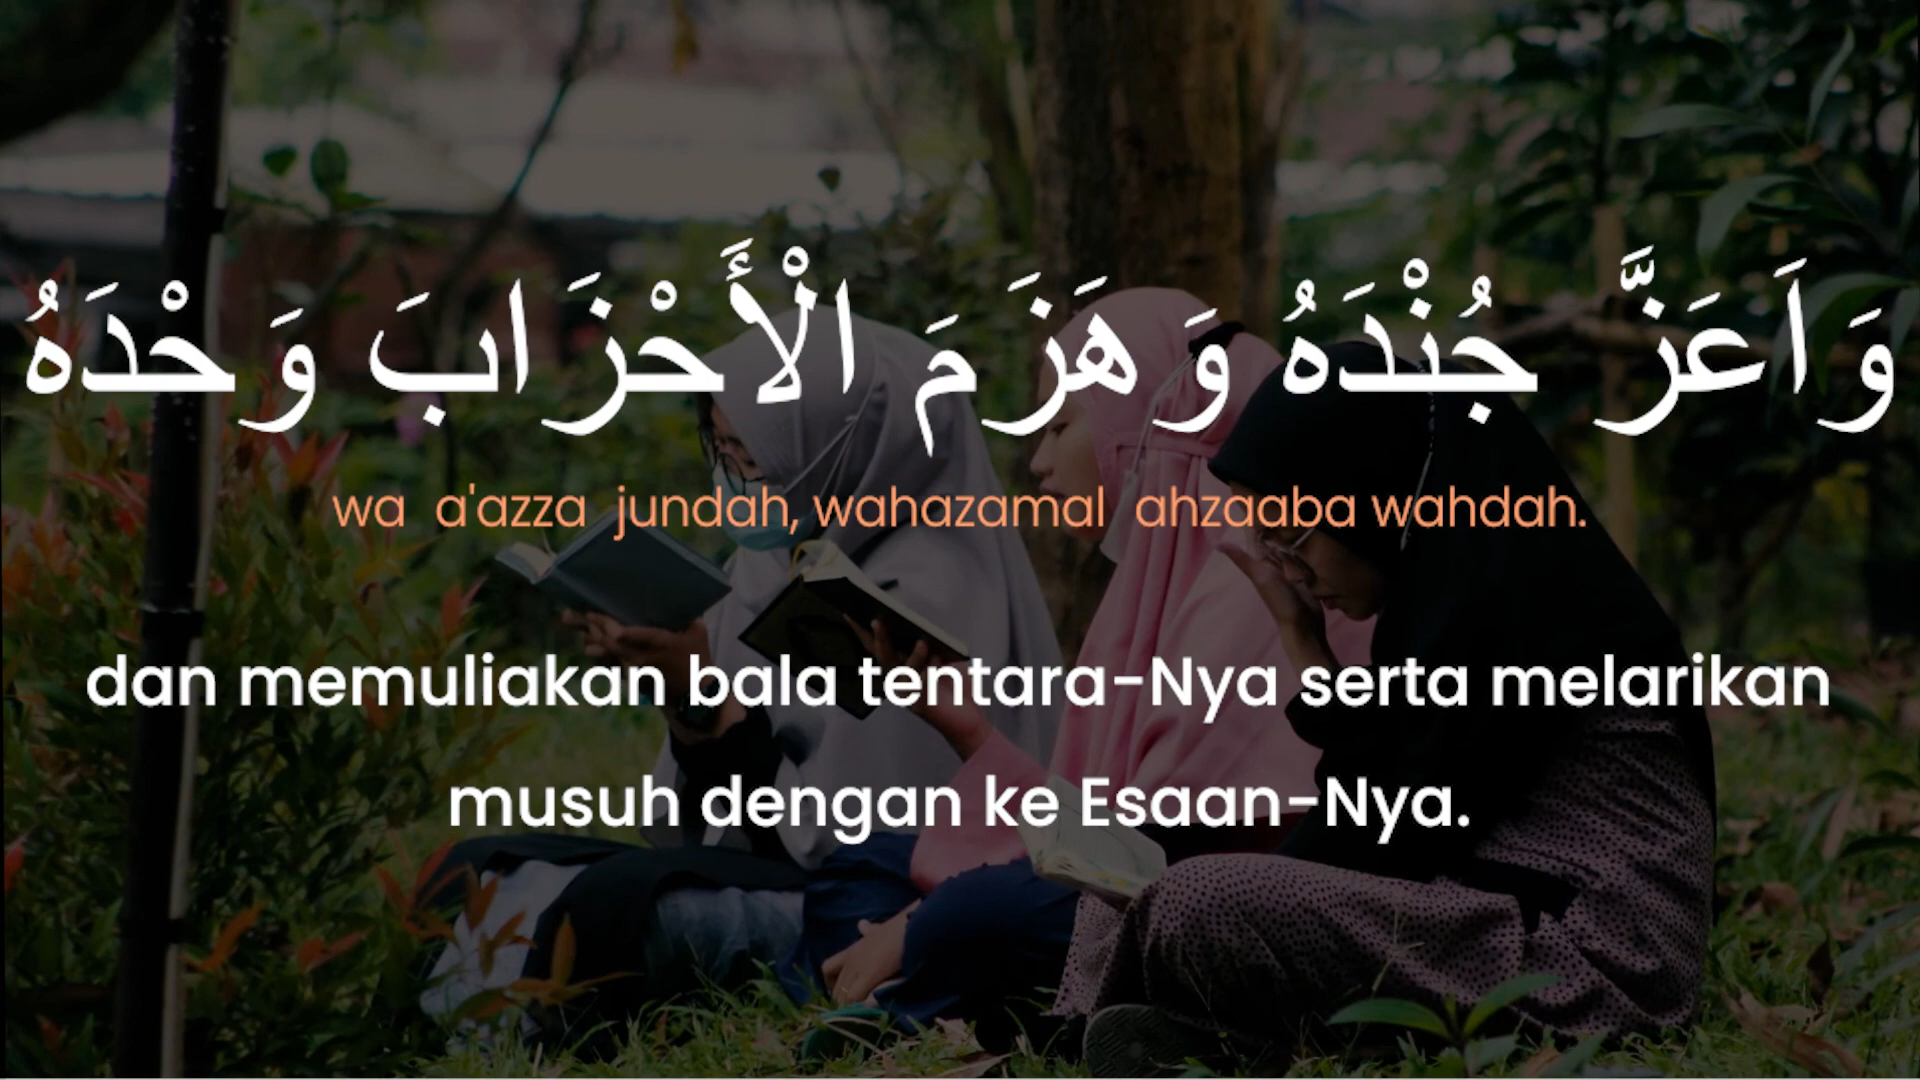 وَاَعَزَّ جُنْدَهُ وَهَزَمَ الْأَحْزَابَ وَحْدَهُ
wa a'azza jundah, wahazamal ahzaaba wahdah.
dan memuliakan bala tentara-Nya serta melarikan
musuh dengan ke Esaan-Nya.